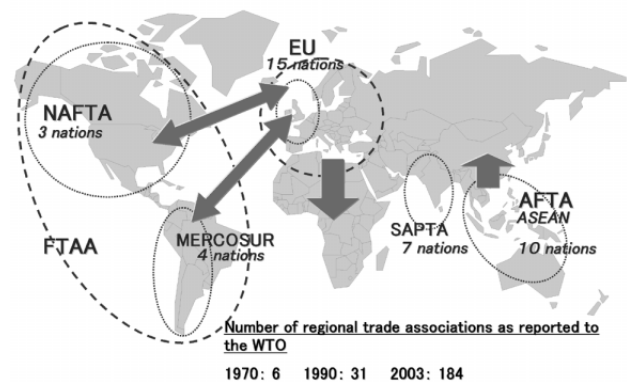 EU
15 nations
NAFTA
3 nations
FTAA
MERCOSUR
4 nations
SAPTA
7 nations
AFTA
ASEAN
10 nations
Number of regional trade associations as reported to
the WTO
1970: 6 1990: 31 2003: 184